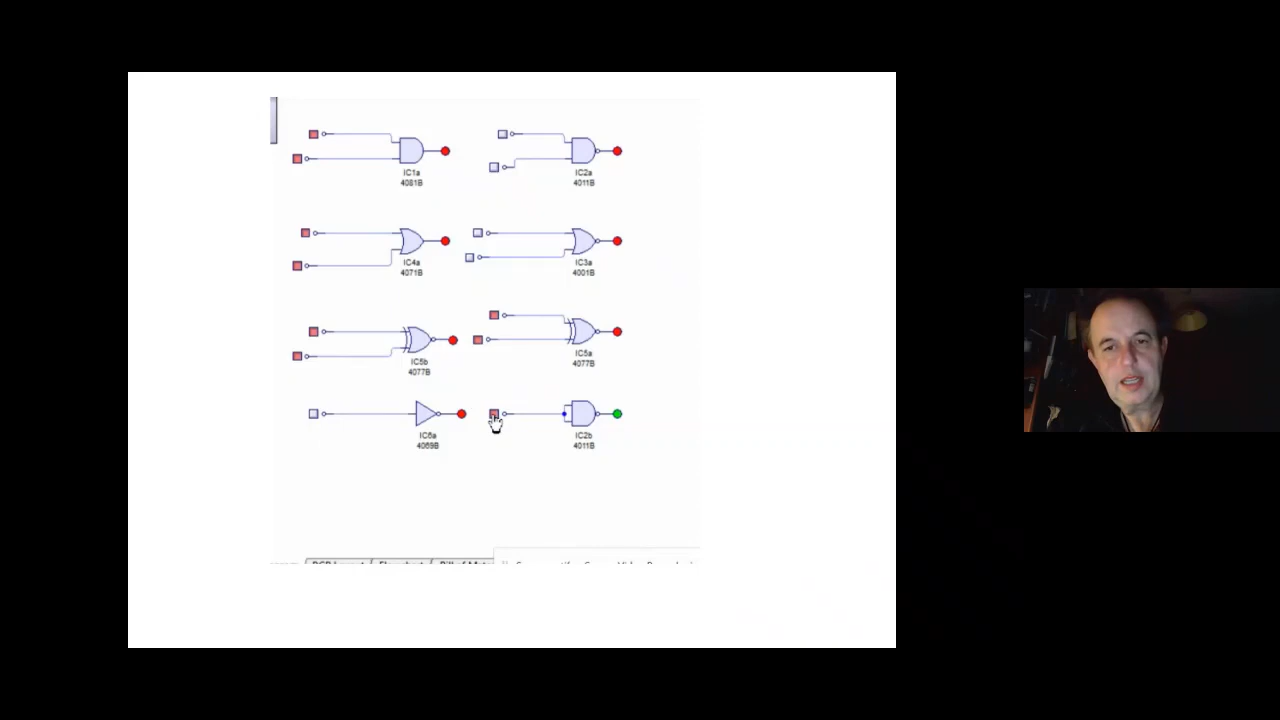 IC1a
4081B
IC2a
4011B
IC4a
4071B
IC3a
4001B
IC5b
4077B
IC5a
4077B
IC6a
4069B
IC2b
4011B